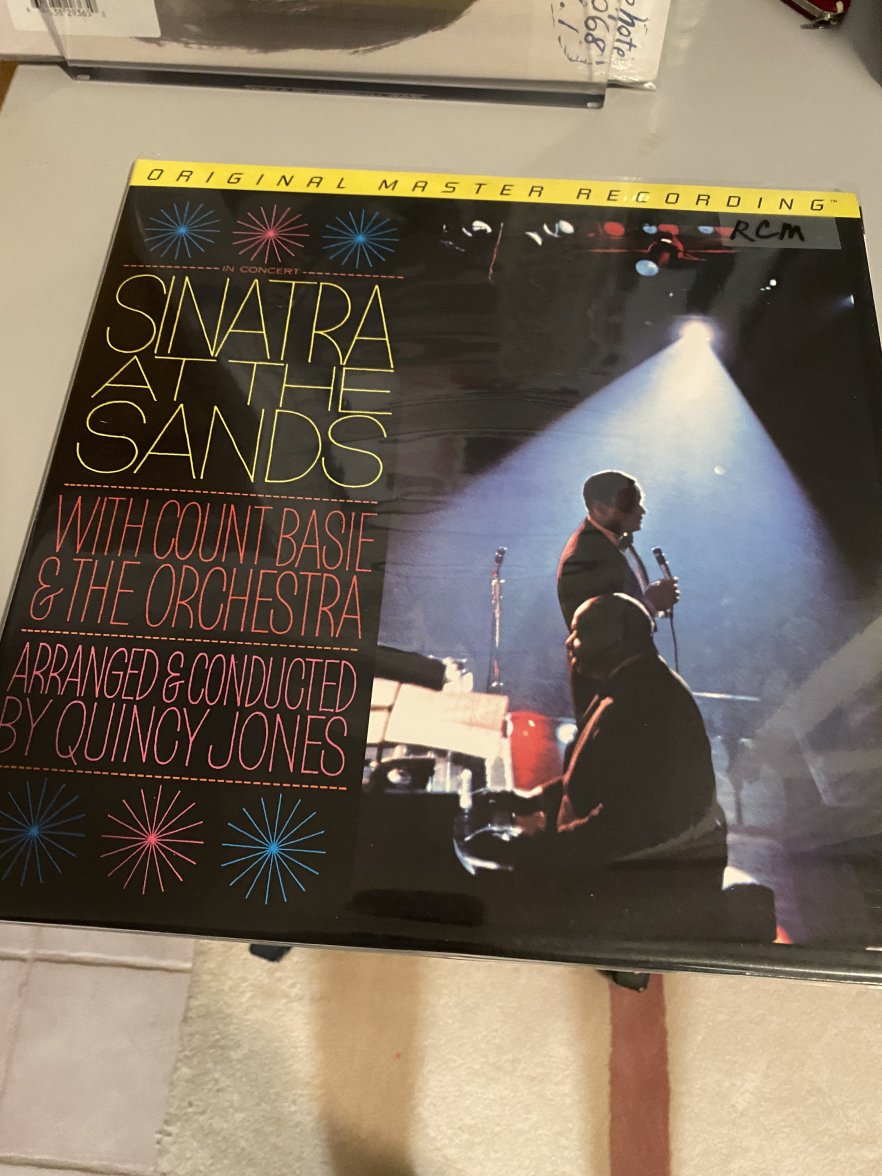 ORIGINAL MASTER RECORDING™
RCM
IN CONCERT
SINATRA
AT THE
SANDS
WITH COUNT BASIE
& THE ORCHESTRA
ARRANGED & CONDUCTED
BY QUINCY JONES